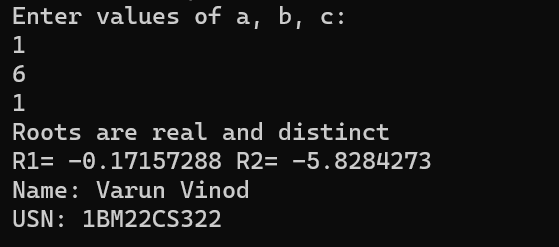 Enter values of a, b, c:
1
6
1
Roots are real and distinct
R1= -0.17157288 R2= -5.8284273
Name: Varun Vinod
USN: 1BM22CS322